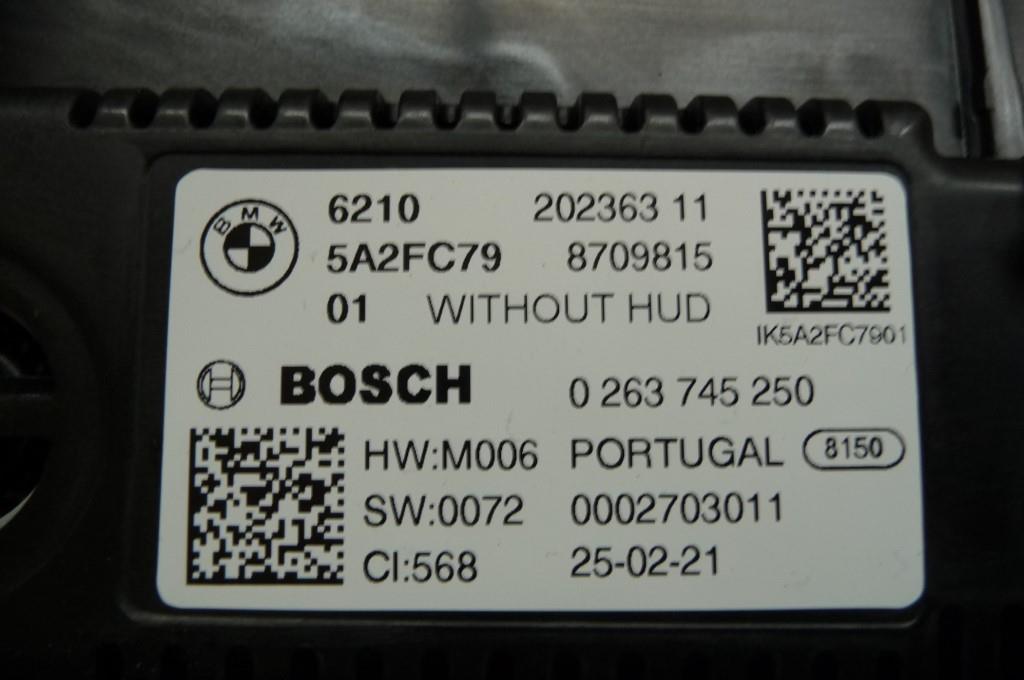 BMW
6210 202363 11
5A2FC79 8709815
01 WITHOUT HUD
IK5A2FC7901
BOSCH 0 263 745 250
HW:M006 PORTUGAL 8150
SW:0072 0002703011
CI:568 25-02-21